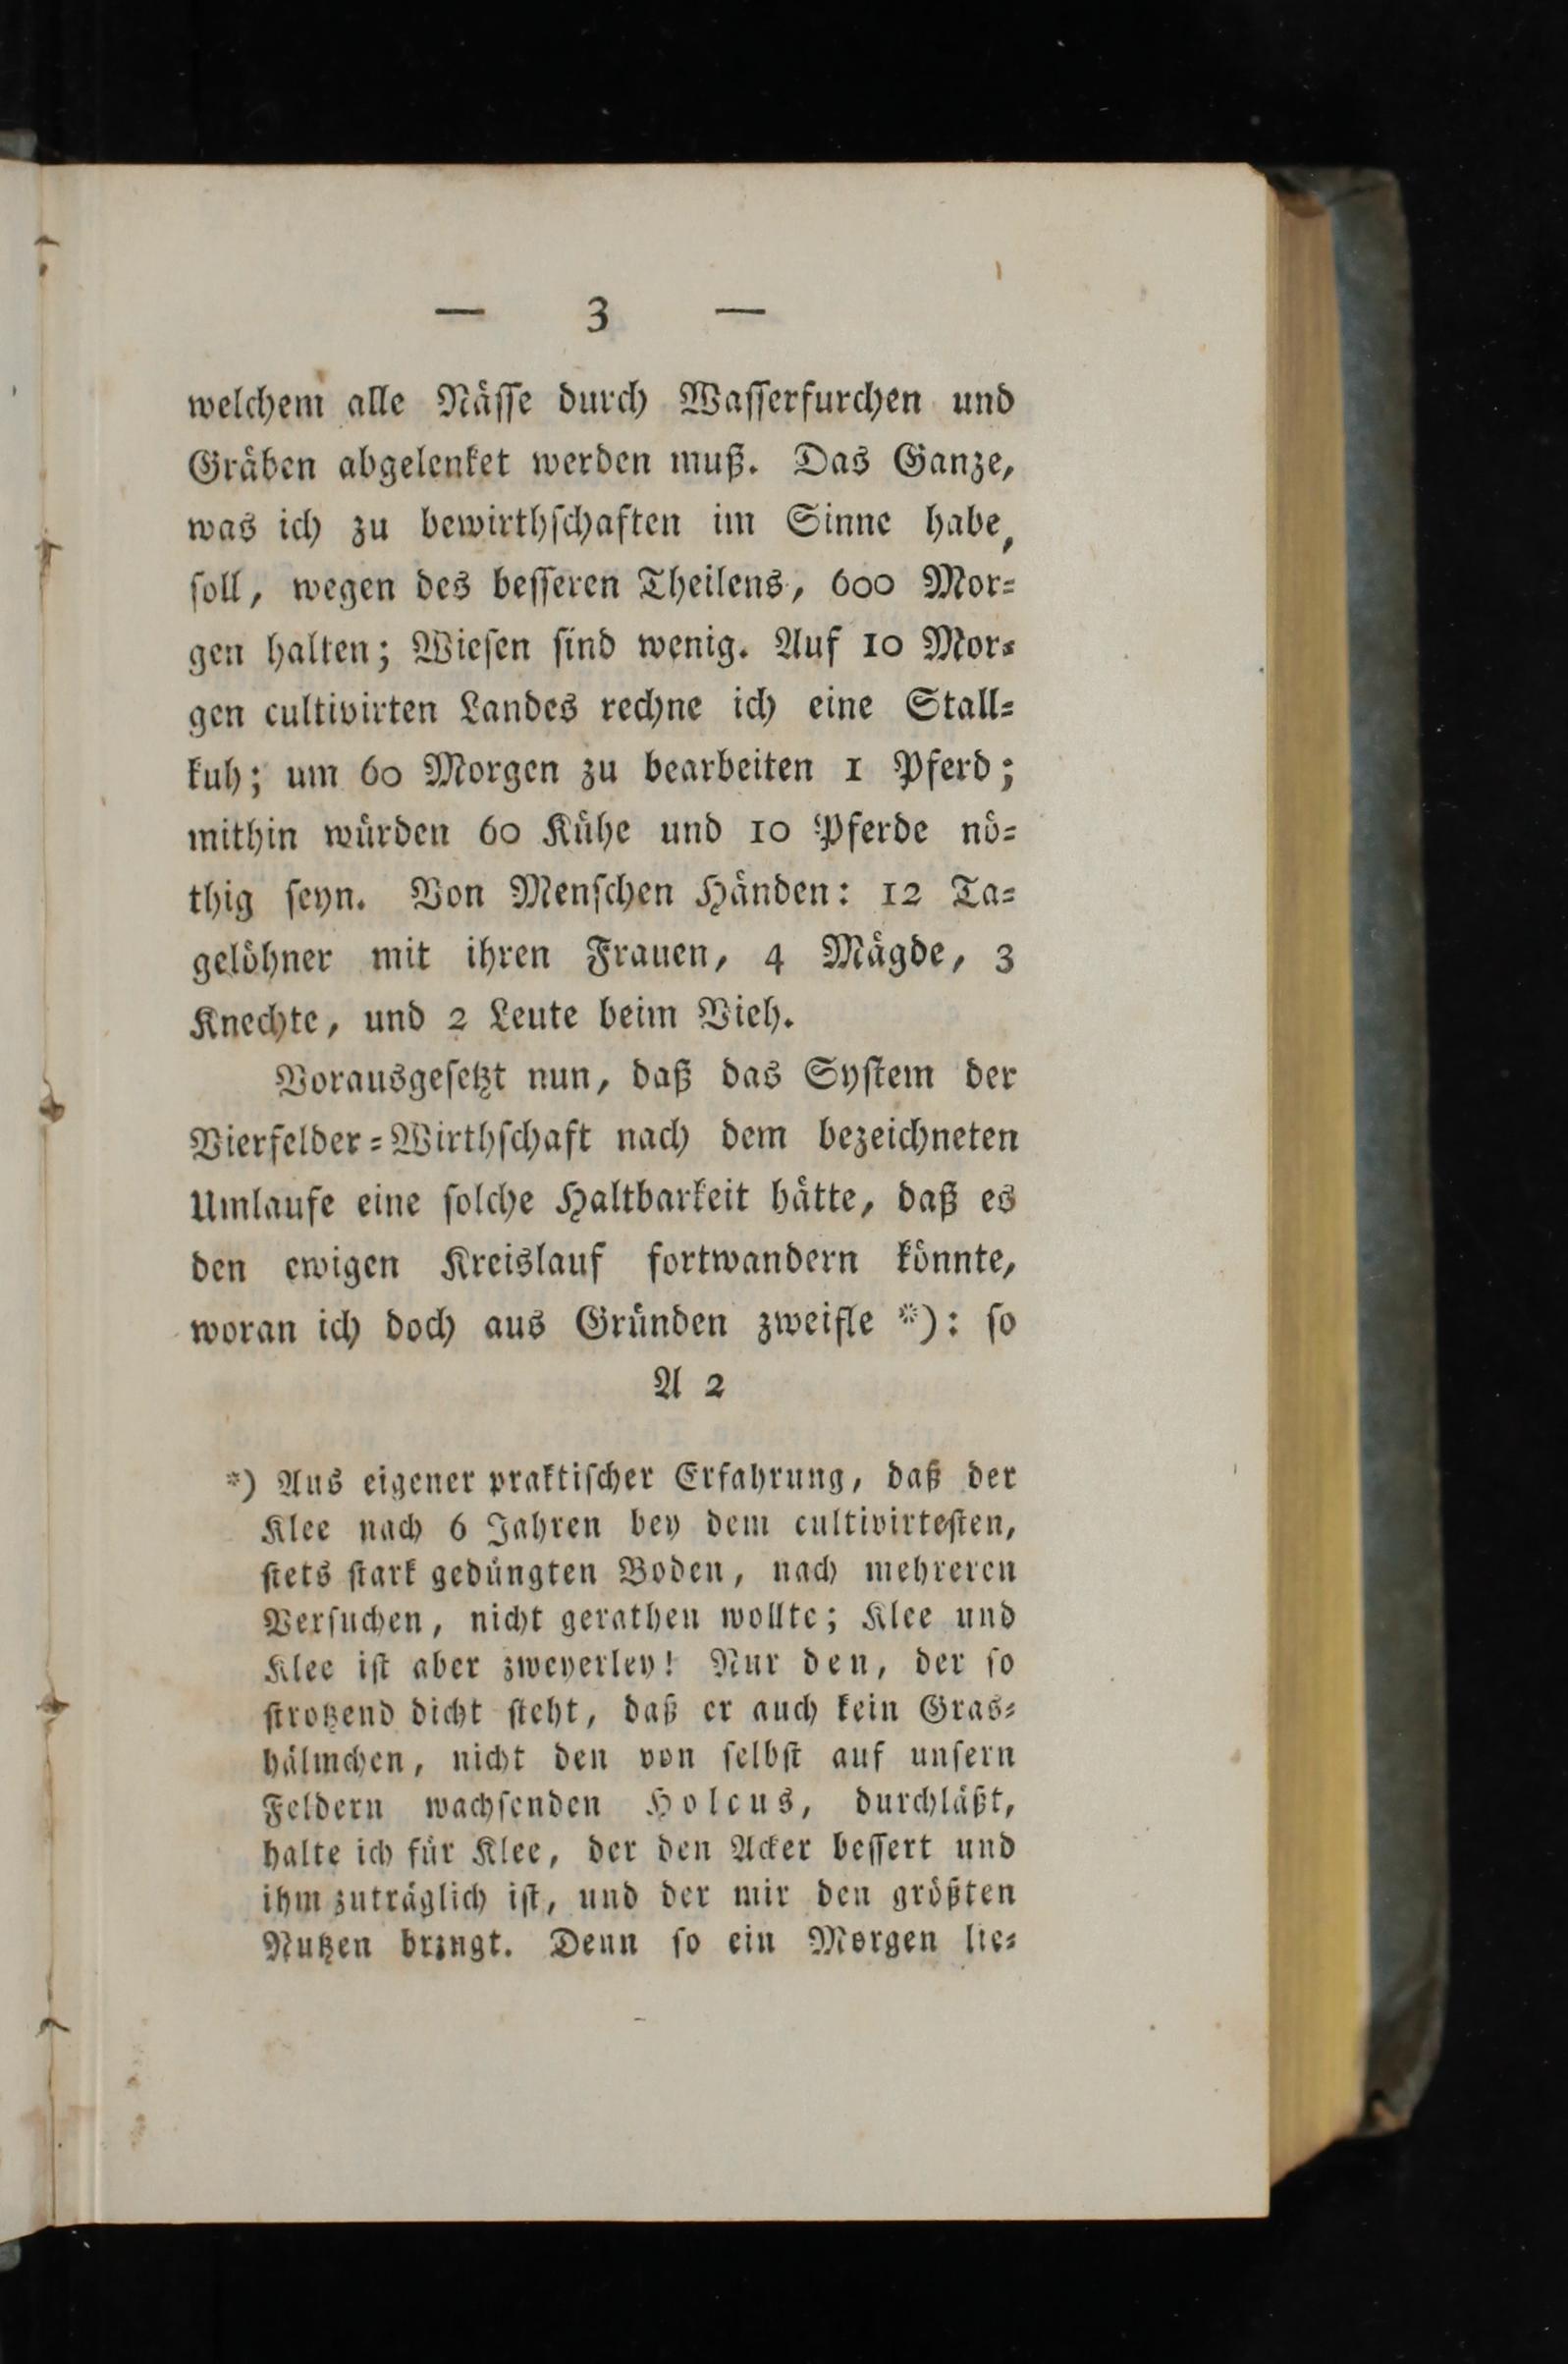 — 3 —
welchem alle Näſſe durch Waſſerfurchen und
Gräben abgelenket werden muß. Das Ganze,
was ich zu bewirthſchaften im Sinne habe,
ſoll, wegen des beſſeren Theilens, 600 Mor-
gen halten; Wieſen ſind wenig. Auf 10 Mor-
gen cultivirten Landes rechne ich eine Stall-
kuh; um 60 Morgen zu bearbeiten 1 Pferd;
mithin würden 60 Kühe und 10 Pferde nö-
thig ſeyn. Von Menſchen Händen: 12 Ta-
gelöhner mit ihren Frauen, 4 Mägde, 3
Knechte, und 2 Leute beim Vieh.
Vorausgeſetzt nun, daß das Syſtem der
Vierfelder-Wirthſchaft nach dem bezeichneten
Umlaufe eine ſolche Haltbarkeit hätte, daß es
den ewigen Kreislauf fortwandern könnte,
woran ich doch aus Gründen zweifle *): ſo
A 2
*) Aus eigener praktiſcher Erfahrung, daß der
Klee nach 6 Jahren bey dem cultivirteſten,
ſtets ſtark gedüngten Boden, nach mehreren
Verſuchen, nicht gerathen wollte; Klee und
Klee iſt aber zweyerley! Nur den, der ſo
ſtrotzend dicht ſteht, daß er auch kein Gras-
hälmchen, nicht den von ſelbſt auf unſern
Feldern wachſenden Holcus, durchläßt,
halte ich für Klee, der den Acker beſſert und
ihm zuträglich iſt, und der mir den größten
Nutzen bringt. Denn ſo ein Morgen lie-